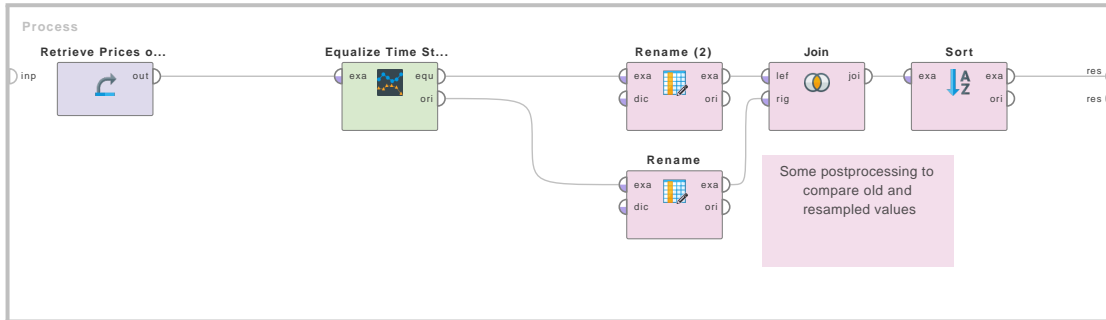 Process
Retrieve Prices o...
Equalize Time St...
Rename (2)
Join
Sort
inp
out
exa
equ
ori
exa
exa
dic
ori
lef
joi
rig
exa
exa
ori
res
res
Rename
exa
exa
dic
ori
Some postprocessing to
compare old and
resampled values